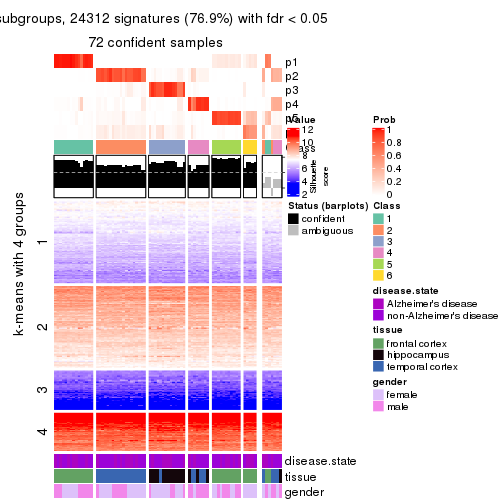 subgroups, 24312 signatures (76.9%) with fdr < 0.05
72 confident samples
p1
p2
p3
p4
p5
Value
12
10
8
6
4
2
Silhouette
score
Prob
1
0.8
0.6
0.4
0.2
0
Status (barplots)
confident
ambiguous
Class
1
2
3
4
5
6
disease.state
Alzheimer's disease
non-Alzheimer's disease
tissue
frontal cortex
hippocampus
temporal cortex
gender
female
male
k-means with 4 groups
1
2
3
4
disease.state
tissue
gender